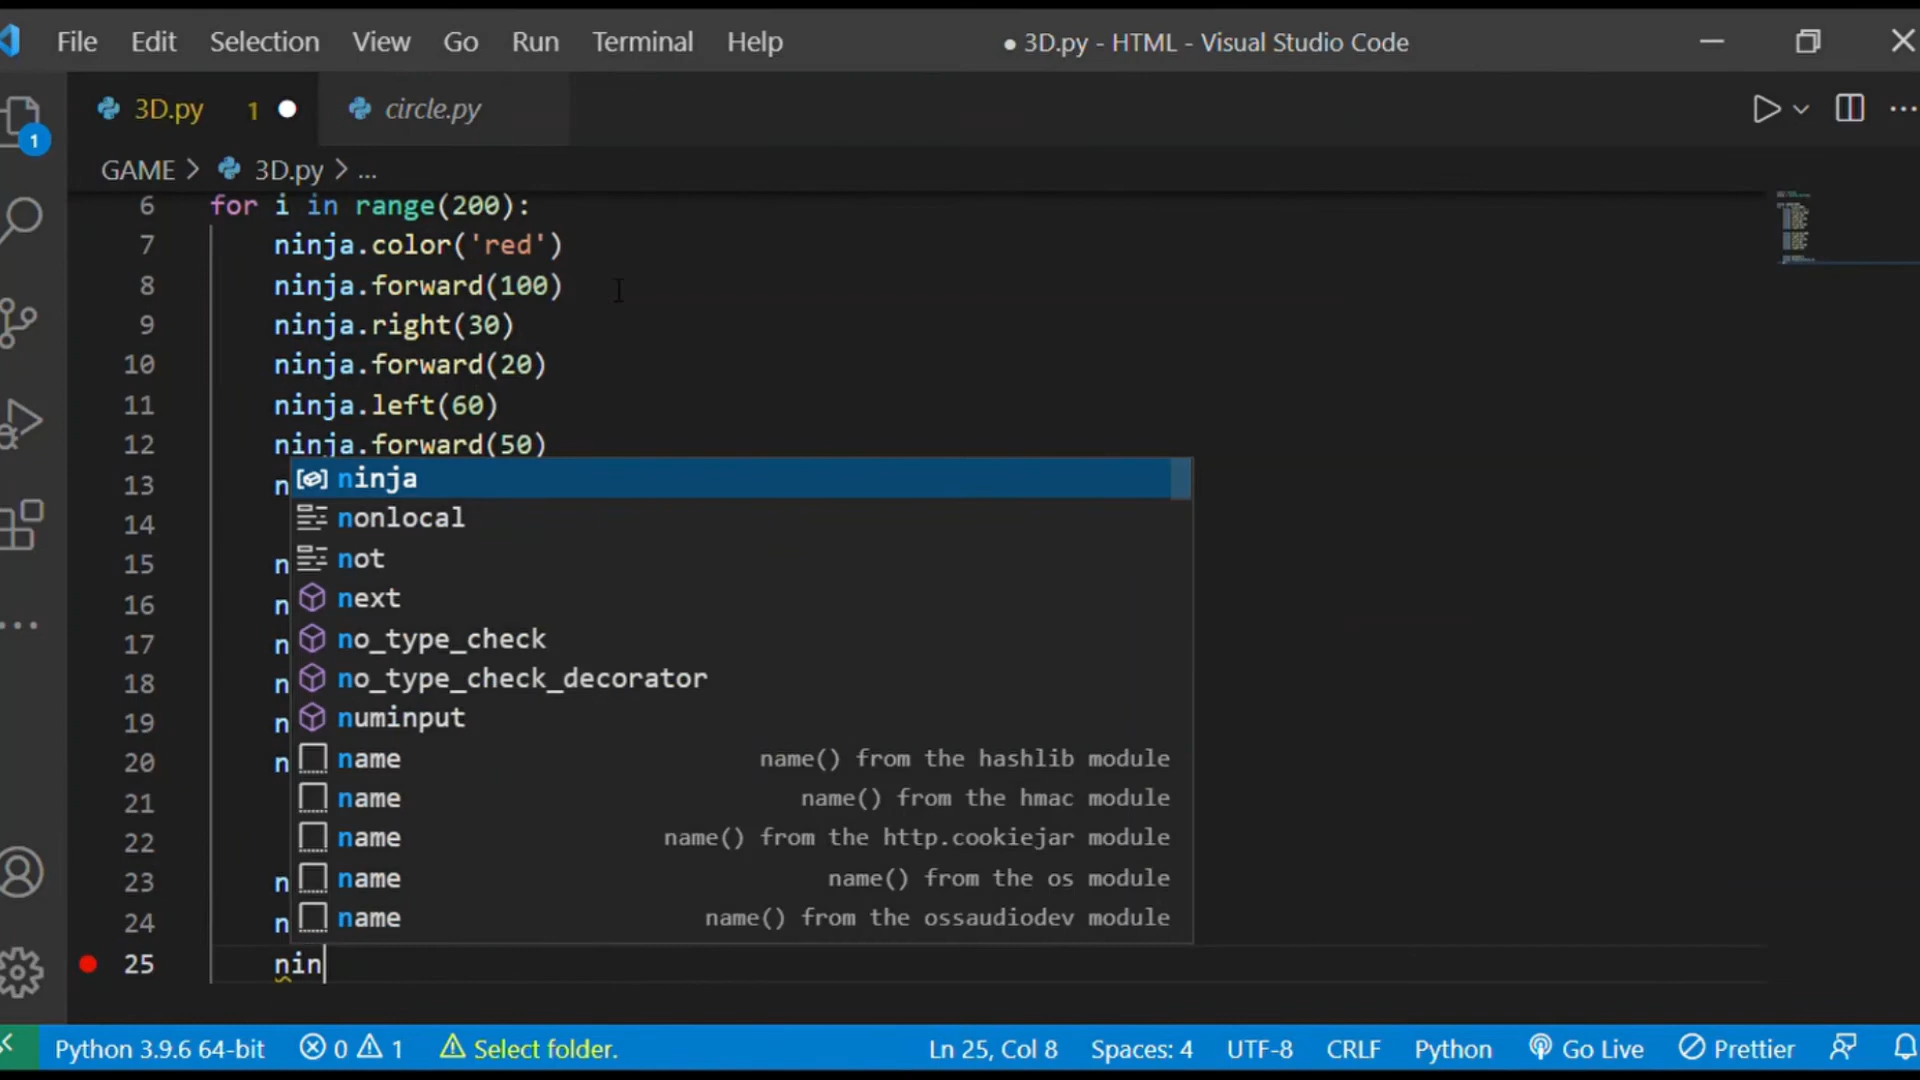 File Edit Selection View Go Run Terminal Help ● 3D.py - HTML - Visual Studio Code
3D.py 1 circle.py
1
GAME > 3D.py > ...
6 for i in range(200):
7 ninja.color('red')
8 ninja.forward(100)
9 ninja.right(30)
10 ninja.forward(20)
11 ninja.left(60)
12 ninja.forward(50)
ninja
13 n
nonlocal
14
not
15 n
next
16 n
no_type_check
17 n
no_type_check_decorator
18 n
numinput
19 n
name name() from the hashlib module
20 n
name name() from the hmac module
21
name name() from the http.cookiejar module
22
name name() from the os module
23 n
name name() from the ossaudiodev module
24 n
25 nin
Python 3.9.6 64-bit 0 1 Select folder. Ln 25, Col 8 Spaces: 4 UTF-8 CRLF Python Go Live Prettier